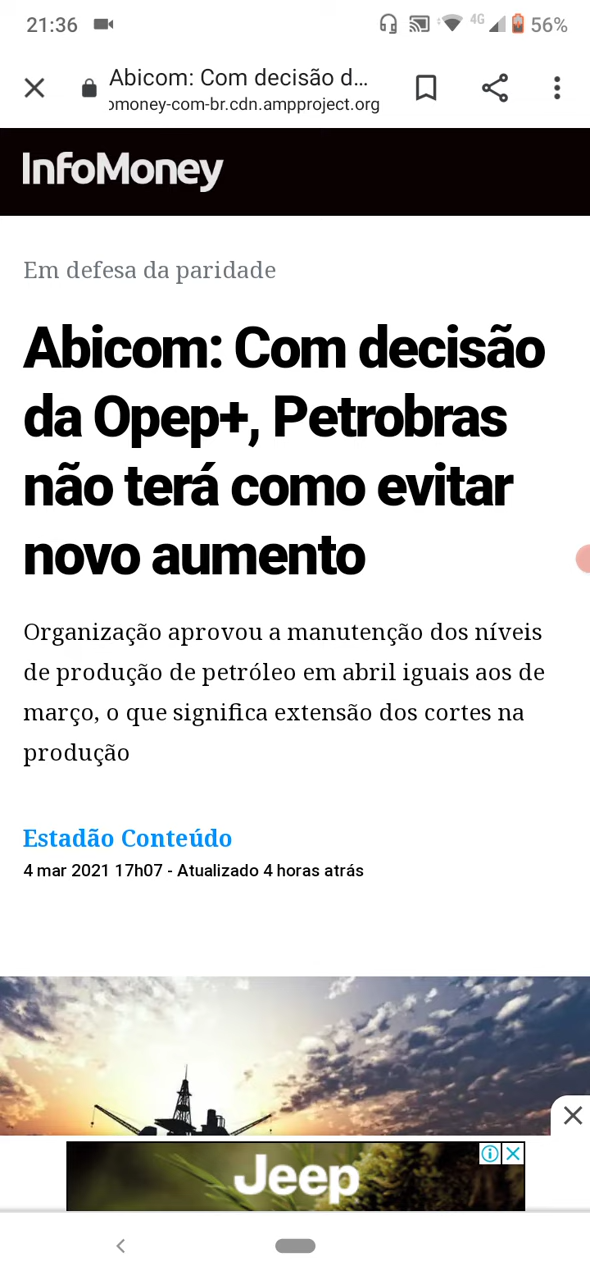 21:36 4G 56%
Abicom: Com decisão d...
omoney-com-br.cdn.ampproject.org
InfoMoney
Em defesa da paridade
Abicom: Com decisão
da Opep+, Petrobras
não terá como evitar
novo aumento
Organização aprovou a manutenção dos níveis
de produção de petróleo em abril iguais aos de
março, o que significa extensão dos cortes na
produção
Estadão Conteúdo
4 mar 2021 17h07 - Atualizado 4 horas atrás
Jeep